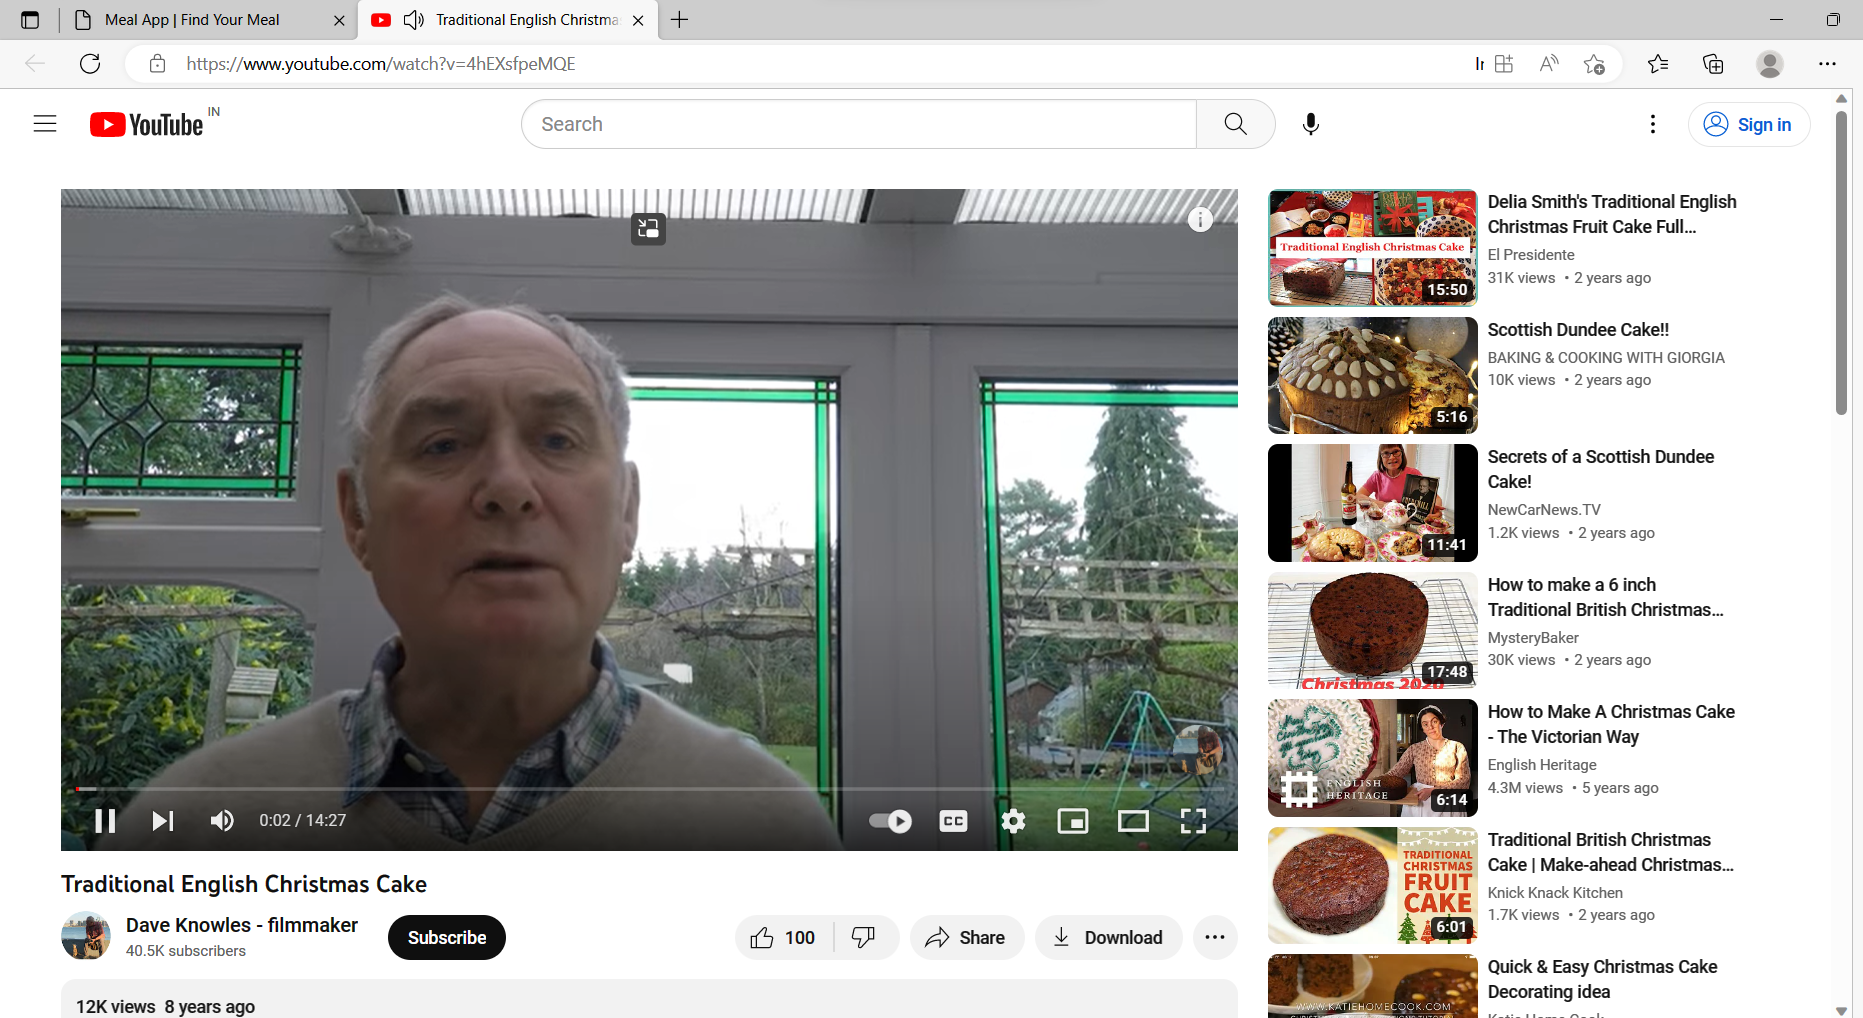 Meal App | Find Your Meal
Traditional English Christma
https://www.youtube.com/watch?v=4hEXsfpeMQE
YouTube IN
Search
Sign in
0:02 / 14:27
CC
Traditional English Christmas Cake
Dave Knowles - filmmaker
40.5K subscribers
Subscribe
100
Share
Download
12K views 8 years ago
Traditional English Christmas Cake
15:50
Delia Smith's Traditional English
Christmas Fruit Cake Full...
El Presidente
31K views • 2 years ago
5:16
Scottish Dundee Cake!!
BAKING & COOKING WITH GIORGIA
10K views • 2 years ago
11:41
Secrets of a Scottish Dundee
Cake!
NewCarNews.TV
1.2K views • 2 years ago
Christmas 2020
17:48
How to make a 6 inch
Traditional British Christmas...
MysteryBaker
30K views • 2 years ago
ENGLISH
HERITAGE
6:14
How to Make A Christmas Cake
- The Victorian Way
English Heritage
4.3M views • 5 years ago
TRADITIONAL
CHRISTMAS
FRUIT
CAKE
6:01
Traditional British Christmas
Cake | Make-ahead Christmas...
Knick Knack Kitchen
1.7K views • 2 years ago
WWW.KATIEHOMECOOK.COM
Quick & Easy Christmas Cake
Decorating idea